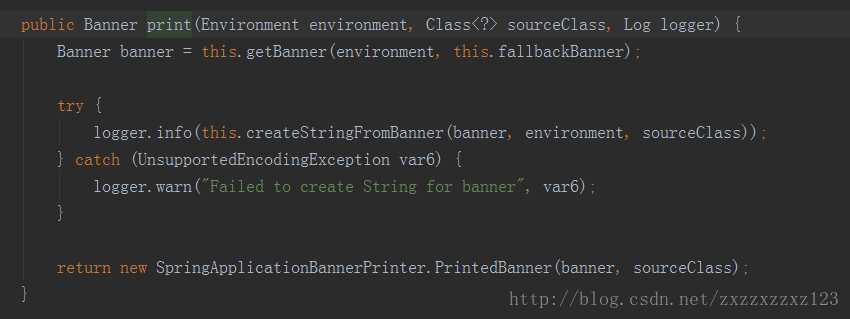 public Banner print(Environment environment, Class<?> sourceClass, Log logger) {
    Banner banner = this.getBanner(environment, this.fallbackBanner);
    try {
        logger.info(this.createStringFromBanner(banner, environment, sourceClass));
    } catch (UnsupportedEncodingException var6) {
        logger.warn("Failed to create String for banner", var6);
    }
    return new SpringApplicationBannerPrinter.PrintedBanner(banner, sourceClass);
}
http://blog.csdn.net/zxzzxzzxz123